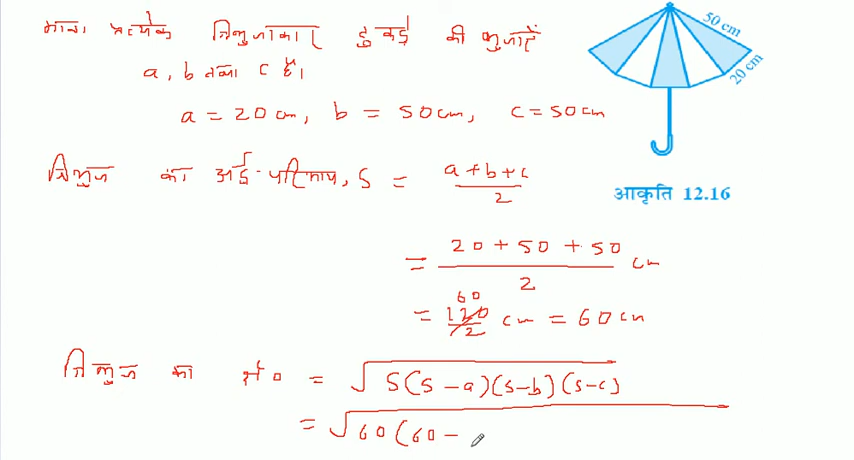 माना प्रत्येक त्रिभुजाकार टुकड़े की भुजाएँ
a, b तथा c है।
a = 20 cm, b = 50 cm, c = 50 cm
50 cm
20 cm
आकृति 12.16
त्रिभुज का अर्द्ध-परिमाप, S = a+b+c/2
= 20 + 50 + 50/2 cm
60
= 120/2 cm = 60 cm
त्रिभुज का क्षे० = √S(S-a)(S-b)(S-c)
= √60(60-